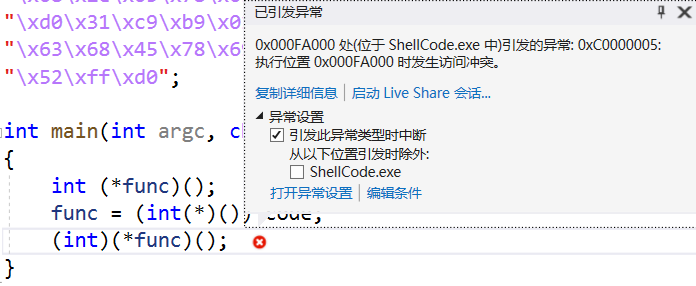 "\xd0\x31\xc9\xb9\x0
已引发异常
"\x63\x68\x45\x78\x6
"\x52\xff\xd0";
0x000FA000 处(位于 ShellCode.exe 中)引发的异常: 0xC0000005:
执行位置 0x000FA000 时发生访问冲突。
复制详细信息 | 启动 Live Share 会话...
异常设置
引发此异常类型时中断
从以下位置引发时除外:
ShellCode.exe
打开异常设置 | 编辑条件
int main(int argc, c
{
int (*func)();
func = (int(*)()) code;
(int)(*func)();
}